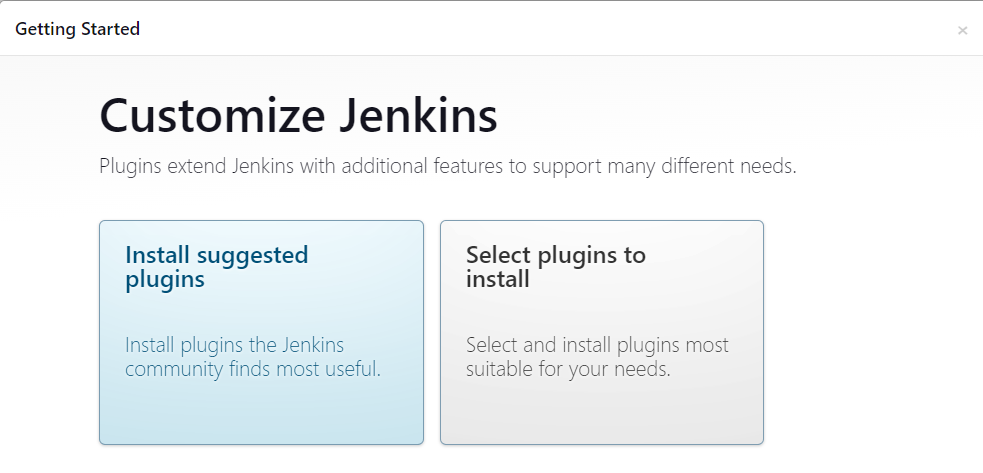 Getting Started
×
Customize Jenkins
Plugins extend Jenkins with additional features to support many different needs.
Install suggested
plugins
Install plugins the Jenkins
community finds most useful.
Select plugins to
install
Select and install plugins most
suitable for your needs.